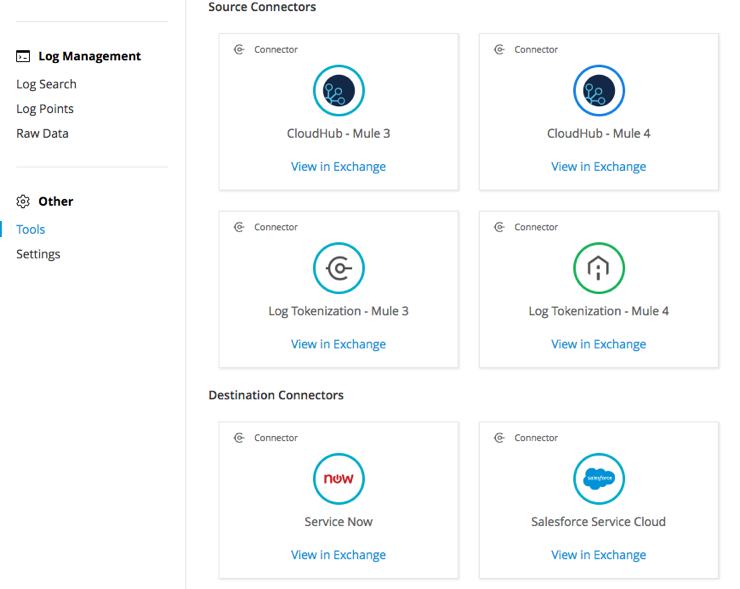 Source Connectors
Log Management
Log Search
Log Points
Raw Data
Other
Tools
Settings
Connector
CloudHub - Mule 3
View in Exchange
Connector
CloudHub - Mule 4
View in Exchange
Connector
Log Tokenization - Mule 3
View in Exchange
Connector
Log Tokenization - Mule 4
View in Exchange
Destination Connectors
Connector
now
Service Now
View in Exchange
Connector
salesforce
Salesforce Service Cloud
View in Exchange